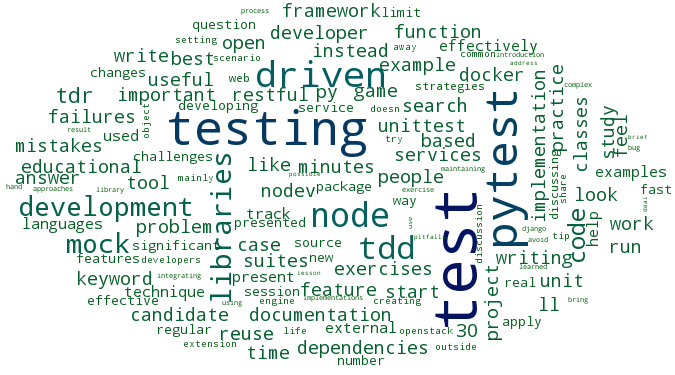 process
framework limit
question developer function
setting open instead effectively
write best scenario away common introduction
changes web driven example docker address
tdr useful strategies complex
important restful py game
developing service doesn search
failures object testing unittest
result try based
mistakes challenges services
educational like minutes
answer tool mainly people
hand approaches library nodev package positive exercise maintaining
languages track presented way
development node
problem use django
mock significant case source new pitfalls avoid
features developers suites tdd
keyword integrating present lesson exercises learned
technique session feature start
effective using engine implementations creating
candidate documentation
regular reuse life external openstack 30
extension time dependencies outside
number
libraries
test
pytest
discussion
project
implementation
discussing
practice
share
classes
code
help
study
feel
brief
bug
examples
look fast
deal
work
writing tip run
real unit
ll bring
apply